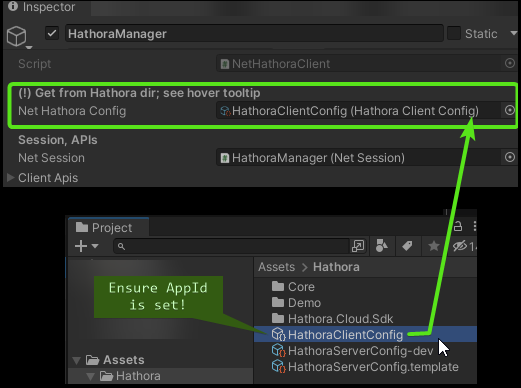 Inspector
HathoraManager
Static
Script
NetHathoraClient
(!) Get from Hathora dir; see hover tooltip
Net Hathora Config
HathoraClientConfig (Hathora Client Config)
Session, APIs
Net Session
HathoraManager (Net Session)
Client Apis
Project
14
Assets > Hathora
Core
Demo
Hathora.Cloud.Sdk
HathoraClientConfig
HathoraServerConfig-dev
HathoraServerConfig.template
Ensure AppId
is set!
Assets
Hathora